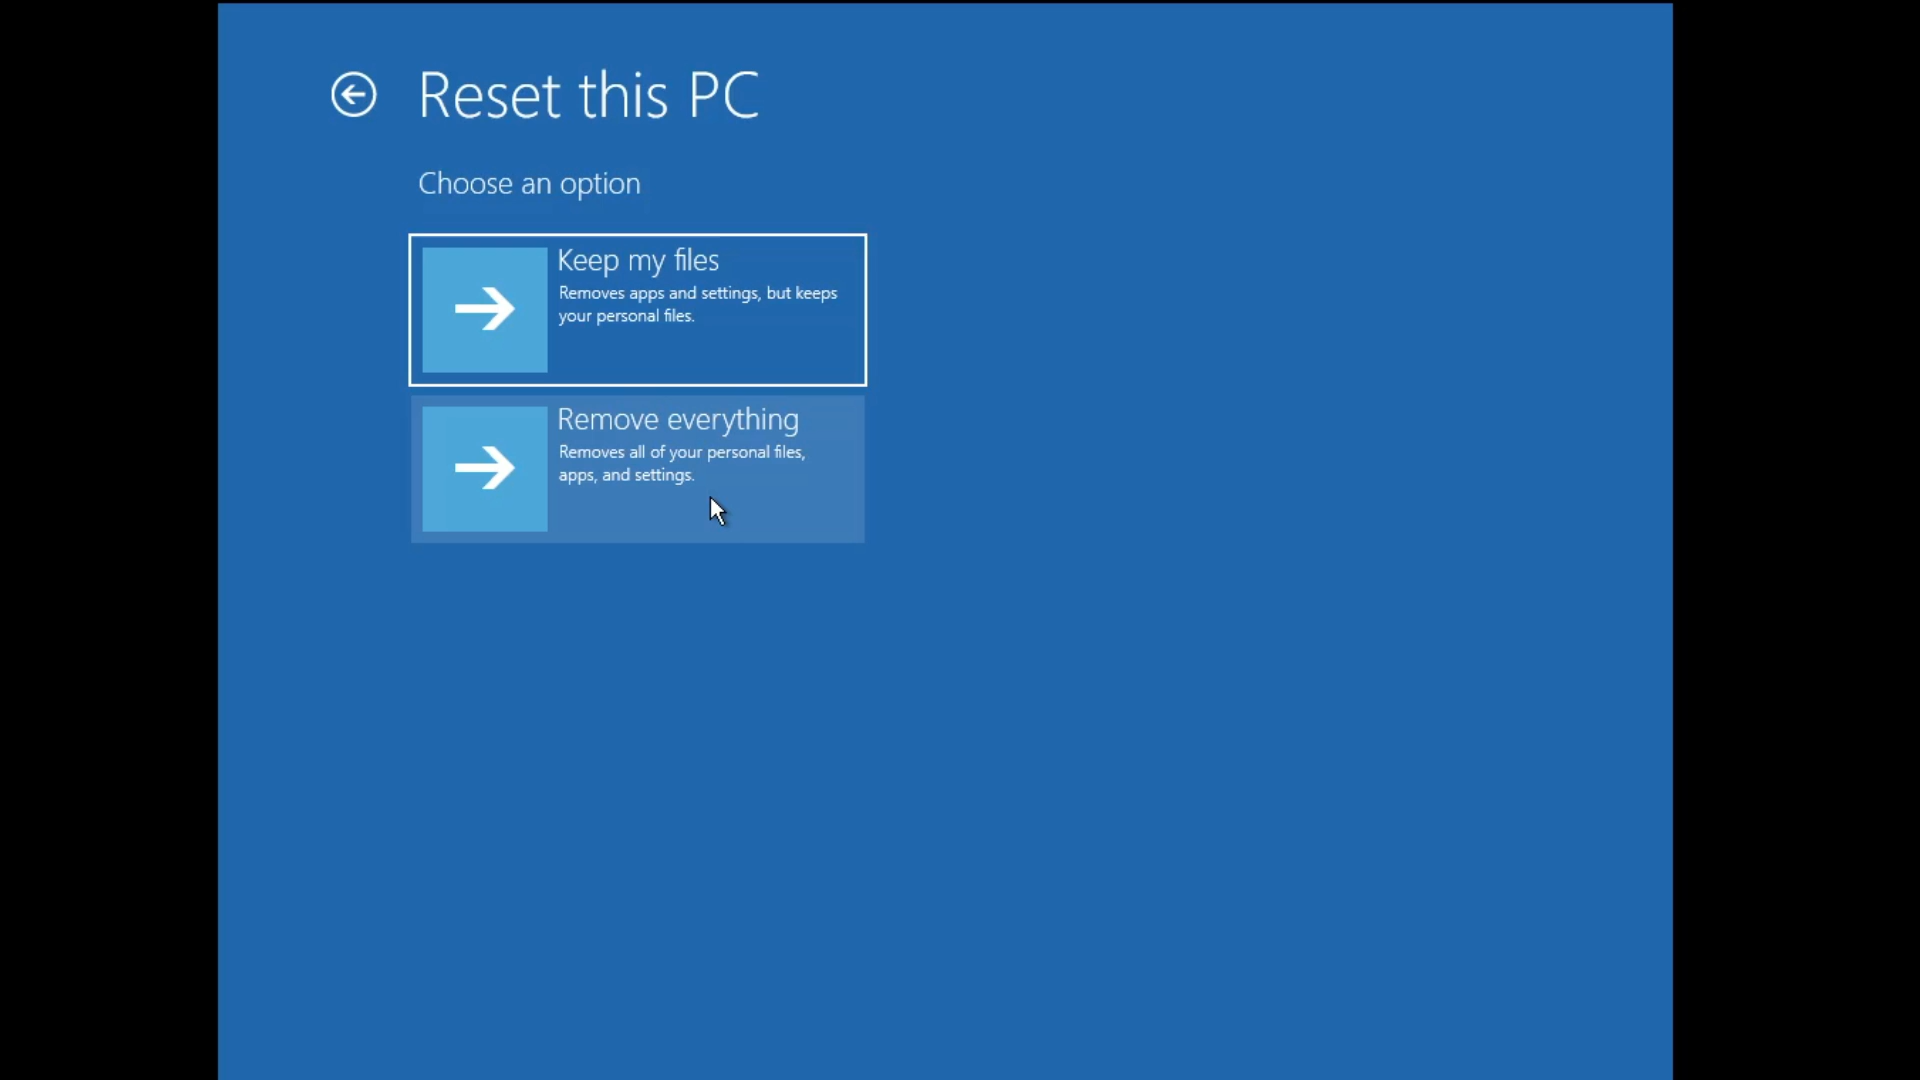 Reset this PC
Choose an option
Keep my files
Removes apps and settings, but keeps
your personal files.
Remove everything
Removes all of your personal files,
apps, and settings.